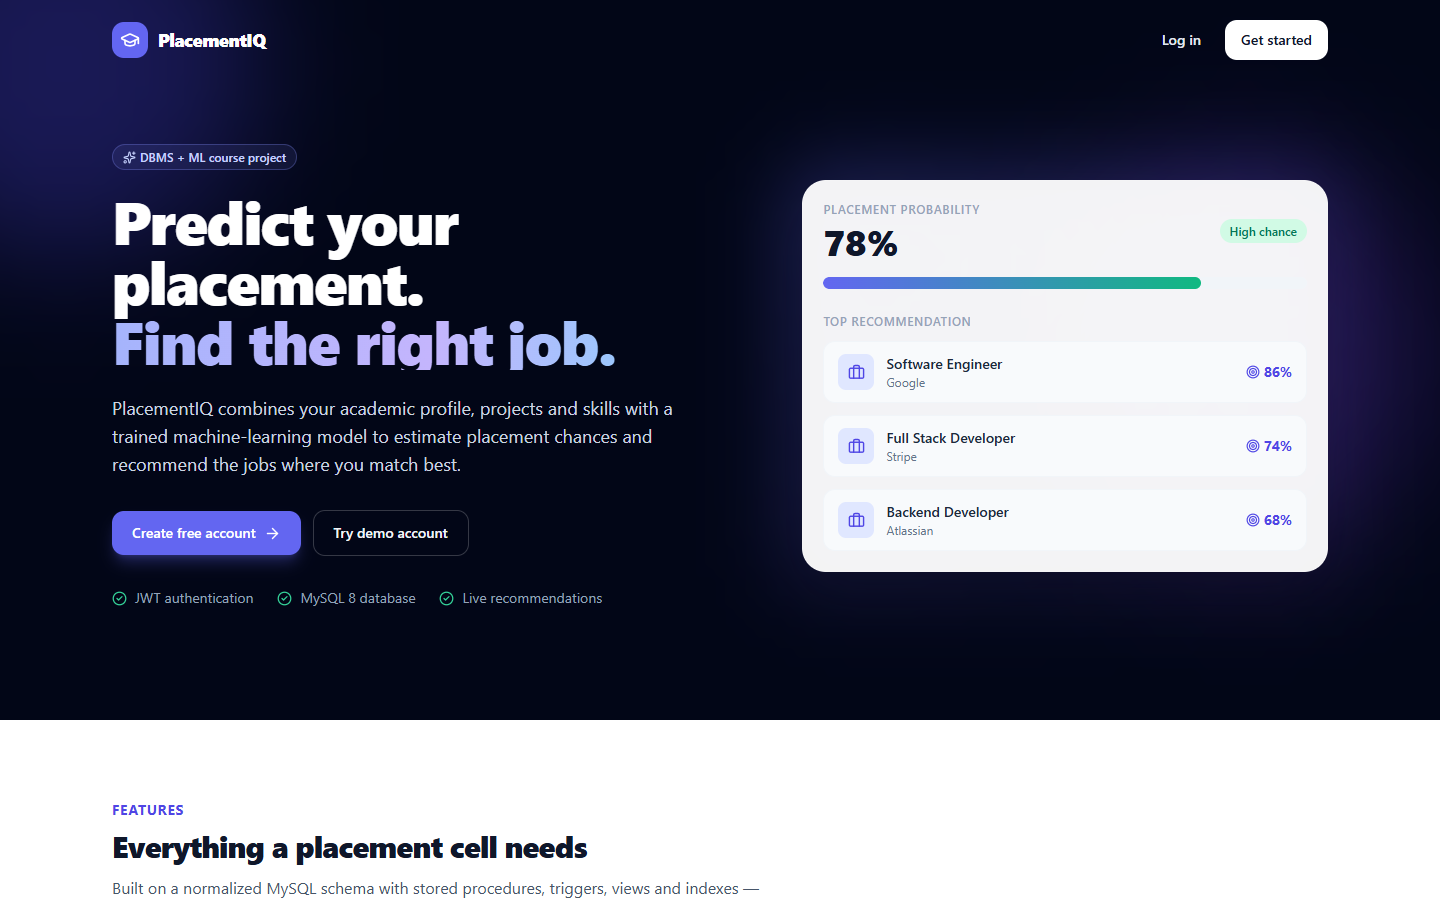 PlacementIQ
Log in
Get started
DBMS + ML course project
Predict your
placement.
Find the right job.
PlacementIQ combines your academic profile, projects and skills with a
trained machine-learning model to estimate placement chances and
recommend the jobs where you match best.
Create free account
Try demo account
JWT authentication
MySQL 8 database
Live recommendations
PLACEMENT PROBABILITY
78%
High chance
TOP RECOMMENDATION
Software Engineer
Google
86%
Full Stack Developer
Stripe
74%
Backend Developer
Atlassian
68%
FEATURES
Everything a placement cell needs
Built on a normalized MySQL schema with stored procedures, triggers, views and indexes —